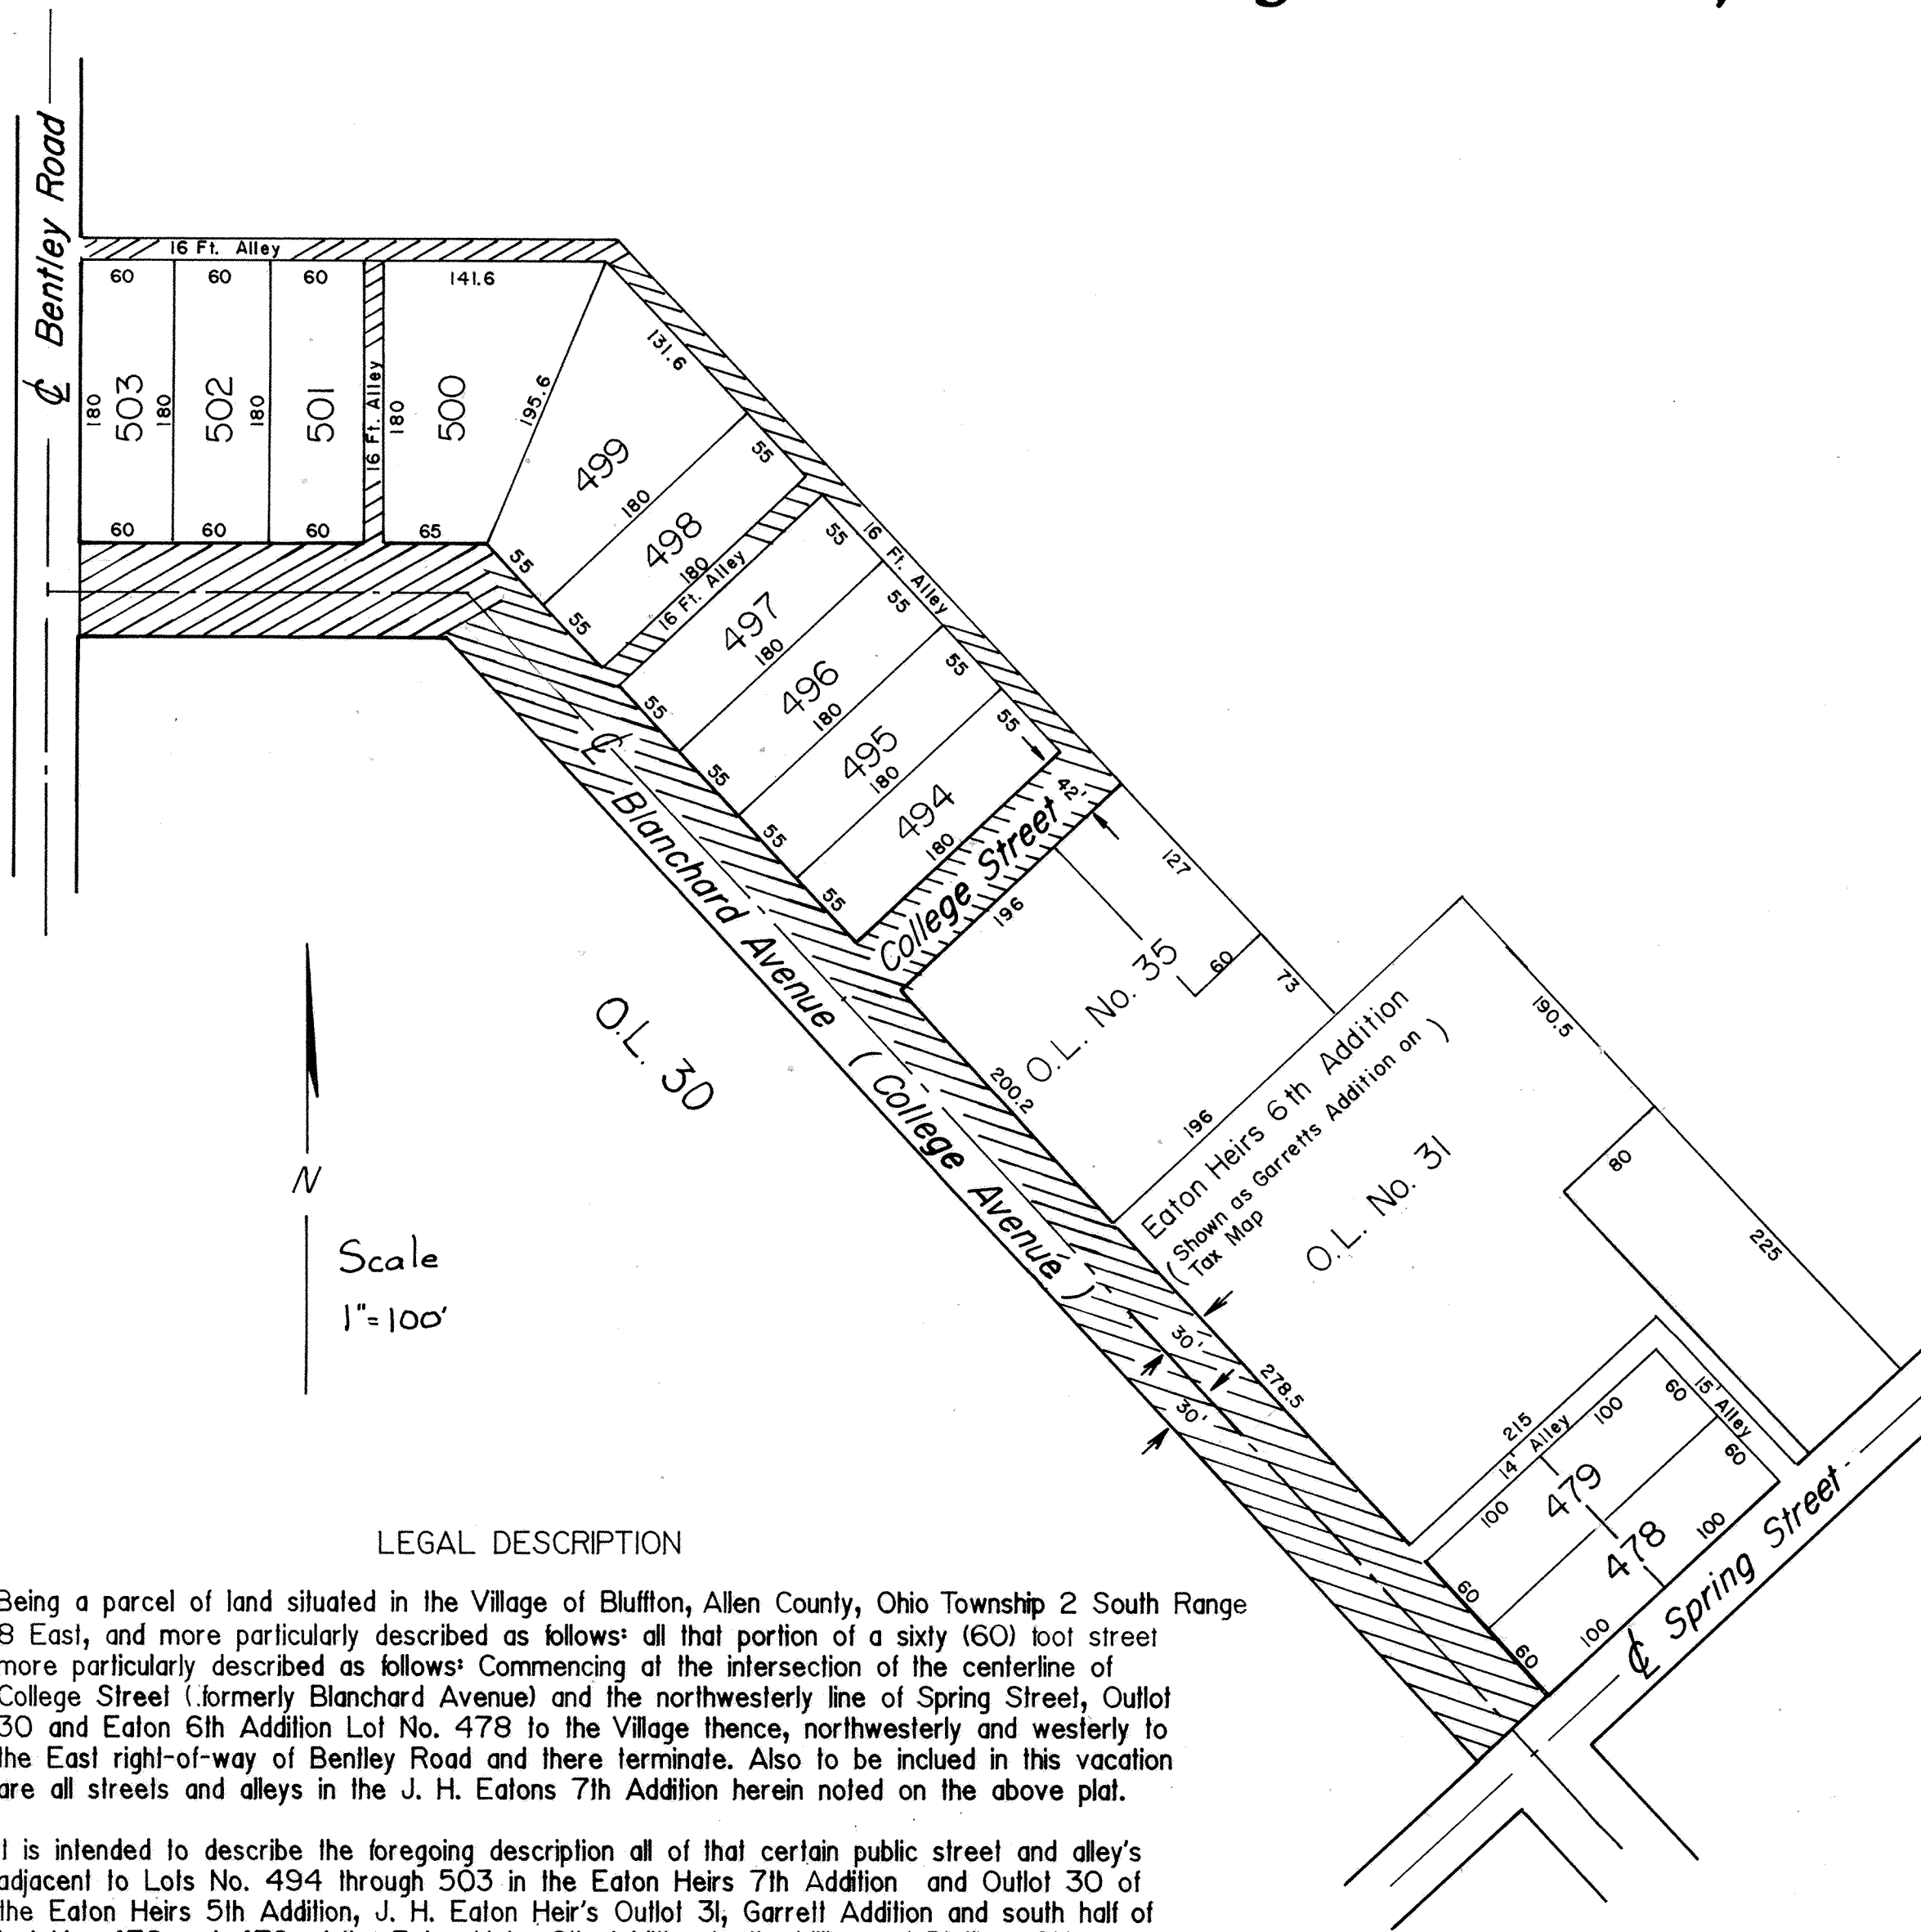 ℄ Bentley Road
16 Ft. Alley
60
60
60
141.6
180
503
180
502
180
501
16 Ft. Alley
180
500
195.6
60
60
60
65
131.6
499
180
55
55
498
180
55
55
16 Ft. Alley
16 Ft. Alley
497
180
55
55
496
180
55
55
495
180
55
55
494
180
55
42'
College Street
℄ Blanchard Avenue ( College Avenue )
O.L. 30
196
127
O.L. No. 35
60
73
200.2
196
Eaton Heirs 6th Addition
( Shown as Garretts Addition on )
Tax Map
O.L. No. 31
190.5
80
225
30'
30'
278.5
215
14' Alley
100
60
15' Alley
100
479
60
478
100
60
60
100
℄ Spring Street
N
Scale
1"=100'
LEGAL DESCRIPTION
Being a parcel of land situated in the Village of Bluffton, Allen County, Ohio Township 2 South Range
8 East, and more particularly described as follows: all that portion of a sixty (60) foot street
more particularly described as follows: Commencing at the intersection of the centerline of
College Street (formerly Blanchard Avenue) and the northwesterly line of Spring Street, Outlot
30 and Eaton 6th Addition Lot No. 478 to the Village thence, northwesterly and westerly to
the East right-of-way of Bentley Road and there terminate. Also to be inclued in this vacation
are all streets and alleys in the J. H. Eatons 7th Addition herein noted on the above plat.
is intended to describe the foregoing description all of that certain public street and alley's
adjacent to Lots No. 494 through 503 in the Eaton Heirs 7th Addition and Outlot 30 of
the Eaton Heirs 5th Addition, J. H. Eaton Heir's Outlot 31, Garrett Addition and south half of